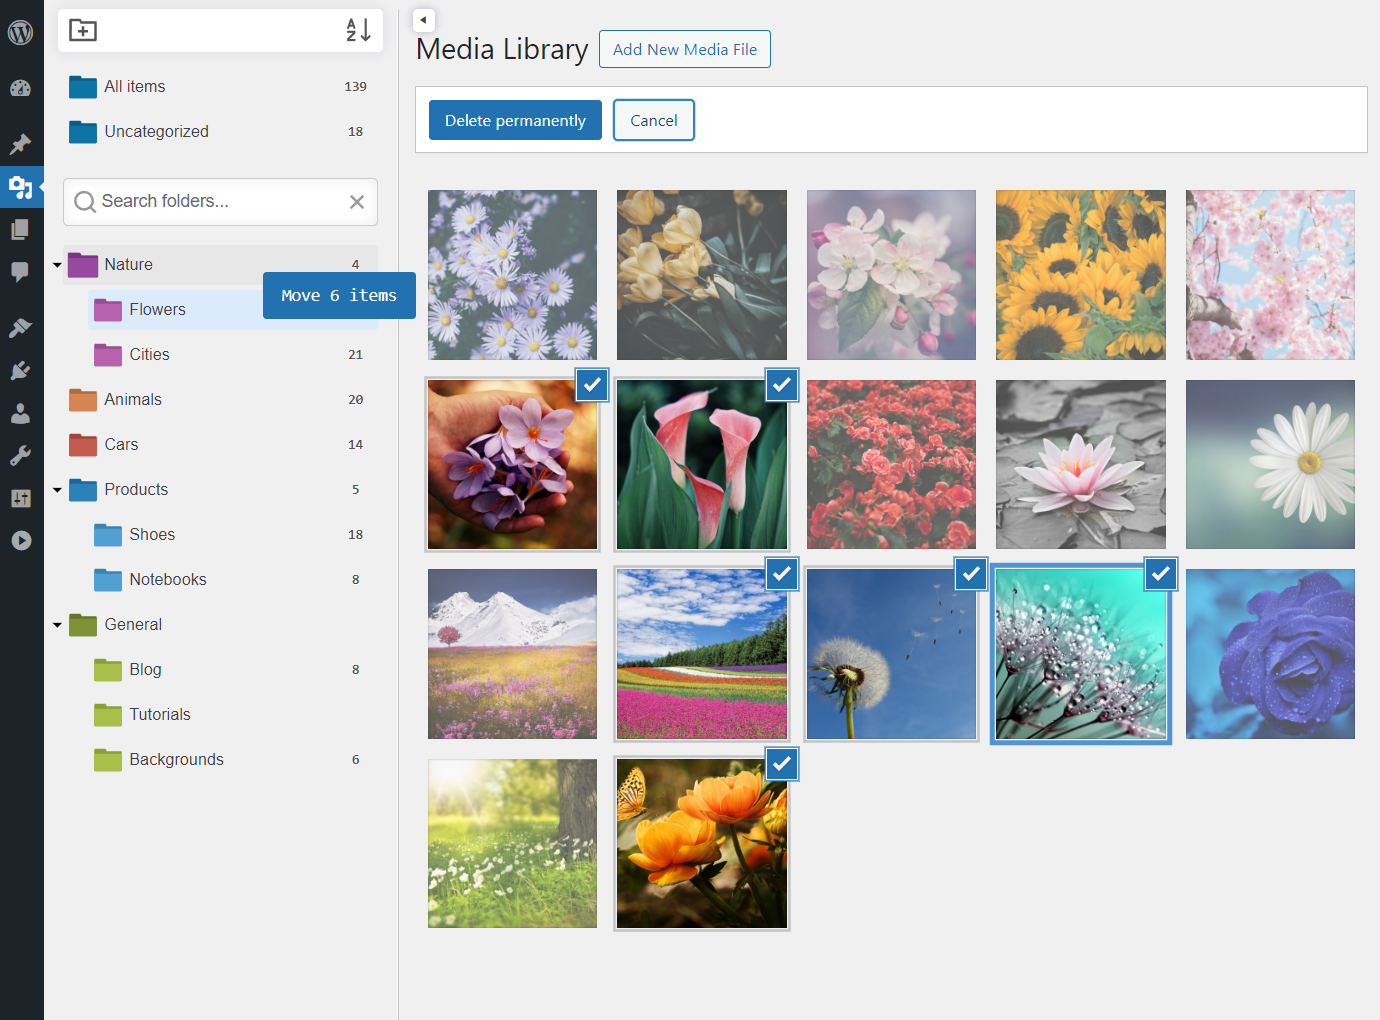 A
Z
All items 139
Uncategorized 18
Search folders...
Nature 4
Flowers
Move 6 items
Cities 21
Animals 20
Cars 14
Products 5
Shoes 18
Notebooks 8
General
Blog 8
Tutorials
Backgrounds 6
Media Library
Add New Media File
Delete permanently
Cancel